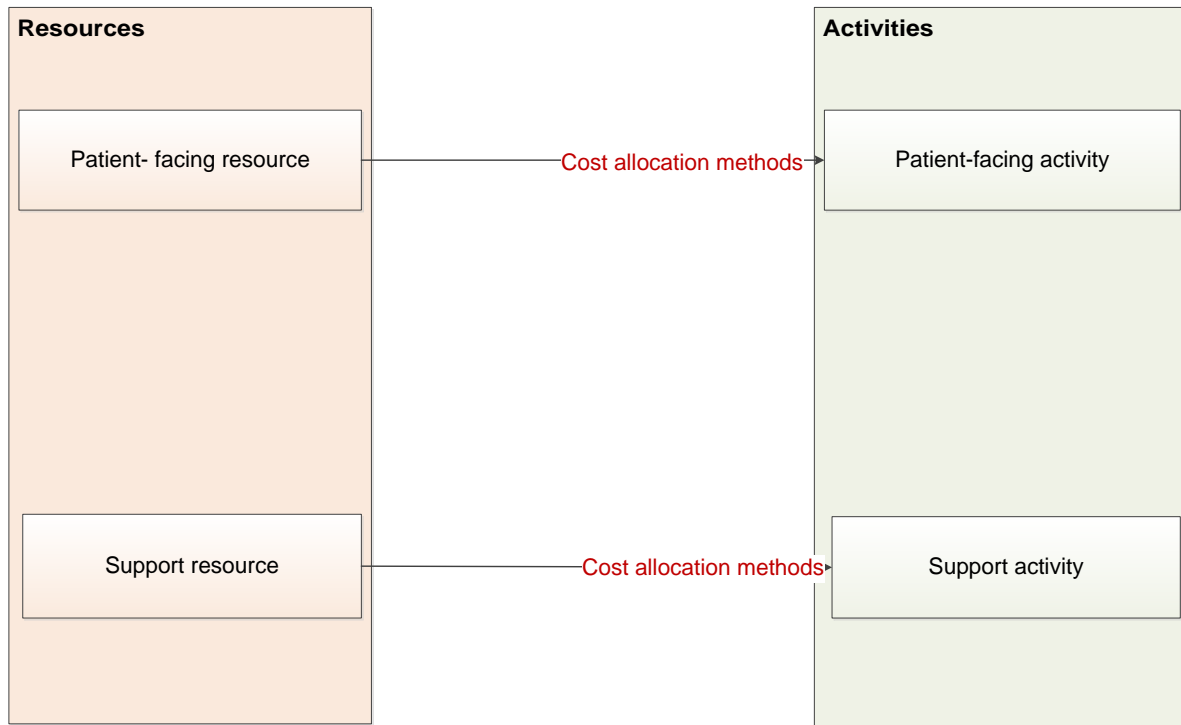 Resources
Activities
Patient- facing resource
Cost allocation methods
Patient-facing activity
Support resource
Cost allocation methods
Support activity